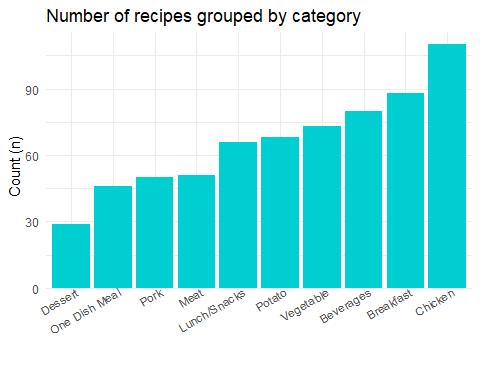 Number of recipes grouped by category
Count (n)
90
60
30
0
Dessert
One Dish Meal
Pork
Meat
Lunch/Snacks
Potato
Vegetable
Beverages
Breakfast
Chicken